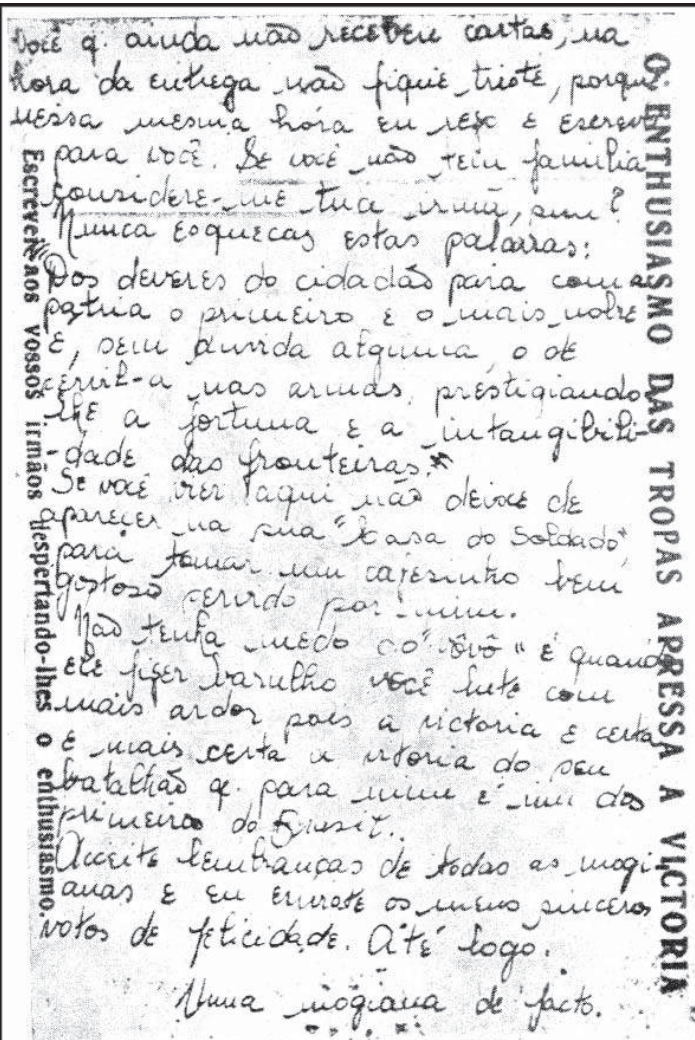 Você q. ainda não recebeu cartas, na
hora da entrega não fique triste, porque
nessa mesma hora eu rezo e escrevo
para você. Se você não tem familia
considere-me tua irmã, sim?
Nunca esqueças estas palavras:
"Dos deveres do cidadão para com a
patria o primeiro e o mais nobre
é, sem duvida alguma, o de
servil-a nas armas, prestigiando
lhe a fortuna e a intangibili-
-dade das fronteiras."
Se você vier aqui não deixe de
aparecer na sua "Casa do Soldado",
para tomar um cafesinho bem
gostoso servido por mim.
Não tenha medo do "vôvô" e quando
ele fizer barulho você lute com
mais ardor pois a victoria e certa
e mais certa a vitoria do seu
batalhão q. para mim é um dos
primeiros do Brasil.
Acceite lembranças de todas as mogi
anas e eu envio-te os meus sinceros
votos de felicidade. Até logo.
Uma mogiana de facto.
O ENTHUSIASMO DAS TROPAS APRESSA A VICTORIA
Escrevei aos vossos irmãos despertando-lhes o enthusiasmo.